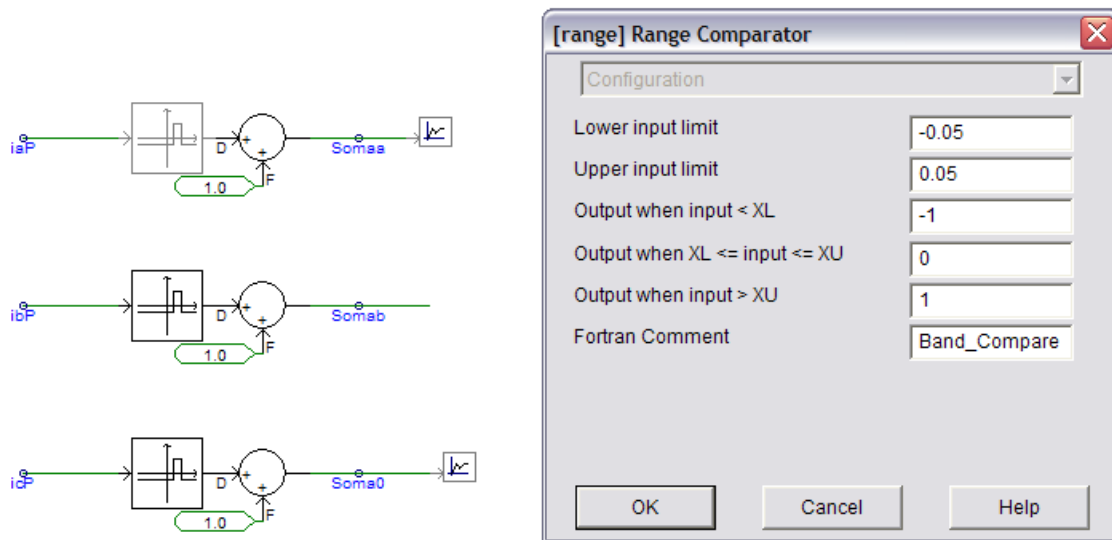 iaP
D
+
+
F
1.0
Somaa
ibP
D
+
+
F
1.0
Somab
icP
D
+
+
F
1.0
Soma0
[range] Range Comparator
Configuration
Lower input limit -0.05
Upper input limit 0.05
Output when input < XL -1
Output when XL <= input <= XU 0
Output when input > XU 1
Fortran Comment Band_Compare
OK Cancel Help